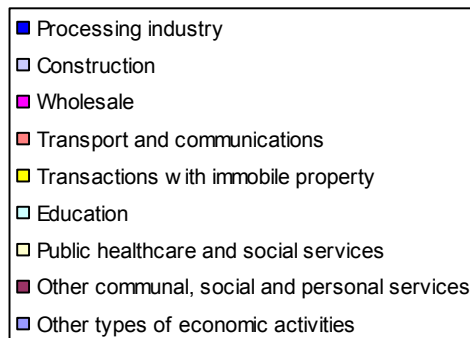 Processing industry
Construction
Wholesale
Transport and communications
Transactions with immobile property
Education
Public healthcare and social services
Other communal, social and personal services
Other types of economic activities